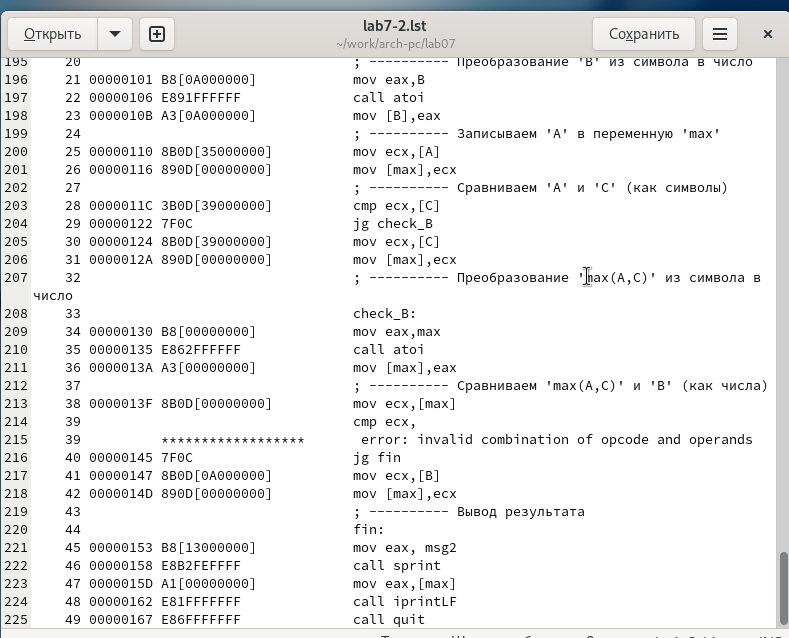 Открыть
lab7-2.lst
~/work/arch-pc/lab07
Сохранить
195 20 ; ---------- Преобразование 'B' из символа в число
196 21 00000101 B8[0A000000] mov eax,B
197 22 00000106 E891FFFFFF call atoi
198 23 0000010B A3[0A000000] mov [B],eax
199 24 ; ---------- Записываем 'A' в переменную 'max'
200 25 00000110 8B0D[35000000] mov ecx,[A]
201 26 00000116 890D[00000000] mov [max],ecx
202 27 ; ---------- Сравниваем 'A' и 'C' (как символы)
203 28 0000011C 3B0D[39000000] cmp ecx,[C]
204 29 00000122 7F0C jg check_B
205 30 00000124 8B0D[39000000] mov ecx,[C]
206 31 0000012A 890D[00000000] mov [max],ecx
207 32 ; ---------- Преобразование 'max(A,C)' из символа в
число
208 33 check_B:
209 34 00000130 B8[00000000] mov eax,max
210 35 00000135 E862FFFFFF call atoi
211 36 0000013A A3[00000000] mov [max],eax
212 37 ; ---------- Сравниваем 'max(A,C)' и 'B' (как числа)
213 38 0000013F 8B0D[00000000] mov ecx,[max]
214 39 cmp ecx,
215 39 ****************** error: invalid combination of opcode and operands
216 40 00000145 7F0C jg fin
217 41 00000147 8B0D[0A000000] mov ecx,[B]
218 42 0000014D 890D[00000000] mov [max],ecx
219 43 ; ---------- Вывод результата
220 44 fin:
221 45 00000153 B8[13000000] mov eax, msg2
222 46 00000158 E8B2FEFFFF call sprint
223 47 0000015D A1[00000000] mov eax,[max]
224 48 00000162 E81FFFFFFF call iprintLF
225 49 00000167 E86FFFFFFF call quit